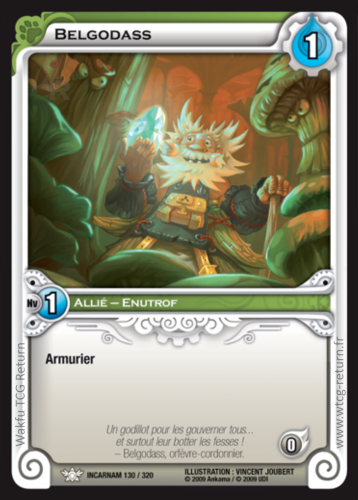 BELGODASS
1
Nv 1
ALLIÉ – ENUTROF
Armurier
Un godillot pour les gouverner tous...
et surtout leur botter les fesses !
– Belgodass, orfèvre-cordonnier.
0
INCARNAM 130 / 320
ILLUSTRATION : VINCENT JOUBERT
© 2009 Ankama / © 2009 UDI
Wakfu TCG Return
www.wtcg-return.fr